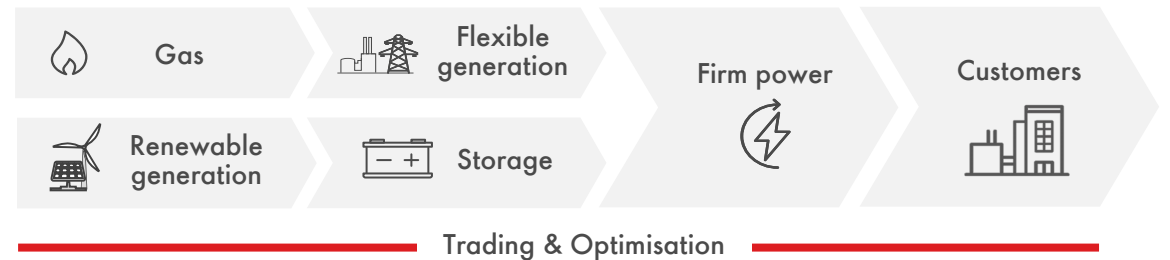 Gas
Flexible
generation
Firm power
Customers
Renewable
generation
Storage
Trading & Optimisation